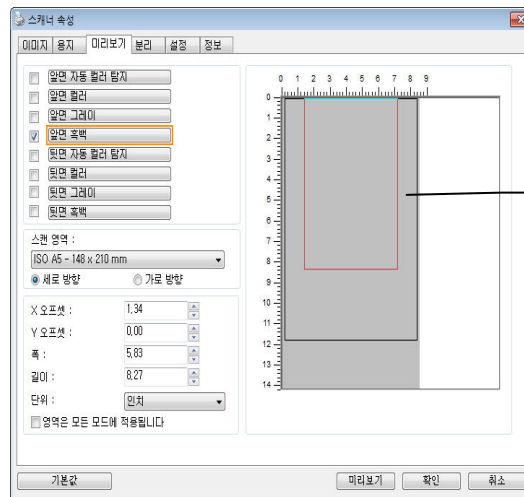 스캐너 속성
이미지 용지 미리보기 분리 설정 정보
앞면 자동 컬러 탐지
앞면 컬러
앞면 그레이
앞면 흑백
뒷면 자동 컬러 탐지
뒷면 컬러
뒷면 그레이
뒷면 흑백
스캔 영역 :
ISO A5 - 148 x 210 mm
세로 방향 가로 방향
X 오프셋 : 1,34
Y 오프셋 : 0,00
폭 : 5,83
길이 : 8,27
단위 : 인치
영역은 모든 모드에 적용됩니다
0 1 2 3 4 5 6 7 8 9
0
1
2
3
4
5
6
7
8
9
10
11
12
13
14
기본값 미리보기 확인 취소